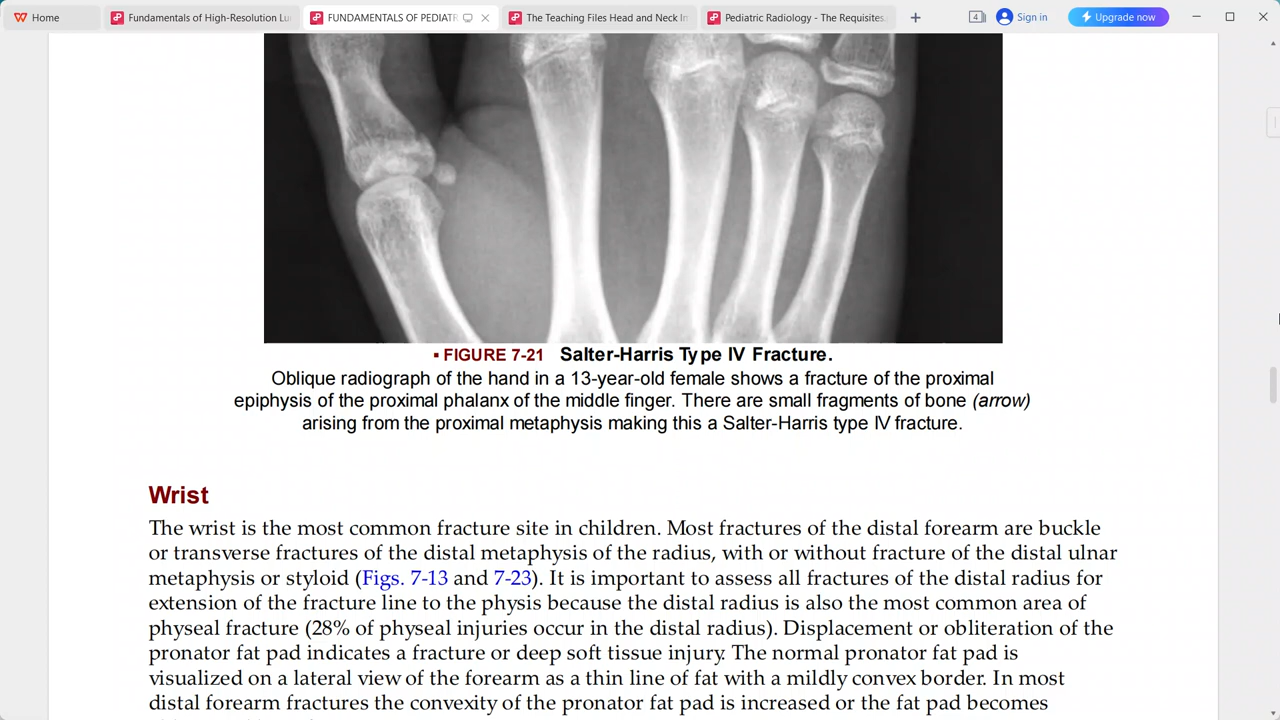 Home
Fundamentals of High-Resolution Lu
FUNDAMENTALS OF PEDIATR
The Teaching Files Head and Neck Im
Pediatric Radiology - The Requisites.
4
Sign in
Upgrade now
▪ FIGURE 7-21 Salter-Harris Type IV Fracture.
Oblique radiograph of the hand in a 13-year-old female shows a fracture of the proximal
epiphysis of the proximal phalanx of the middle finger. There are small fragments of bone (arrow)
arising from the proximal metaphysis making this a Salter-Harris type IV fracture.
Wrist
The wrist is the most common fracture site in children. Most fractures of the distal forearm are buckle
or transverse fractures of the distal metaphysis of the radius, with or without fracture of the distal ulnar
metaphysis or styloid (Figs. 7-13 and 7-23). It is important to assess all fractures of the distal radius for
extension of the fracture line to the physis because the distal radius is also the most common area of
physeal fracture (28% of physeal injuries occur in the distal radius). Displacement or obliteration of the
pronator fat pad indicates a fracture or deep soft tissue injury. The normal pronator fat pad is
visualized on a lateral view of the forearm as a thin line of fat with a mildly convex border. In most
distal forearm fractures the convexity of the pronator fat pad is increased or the fat pad becomes